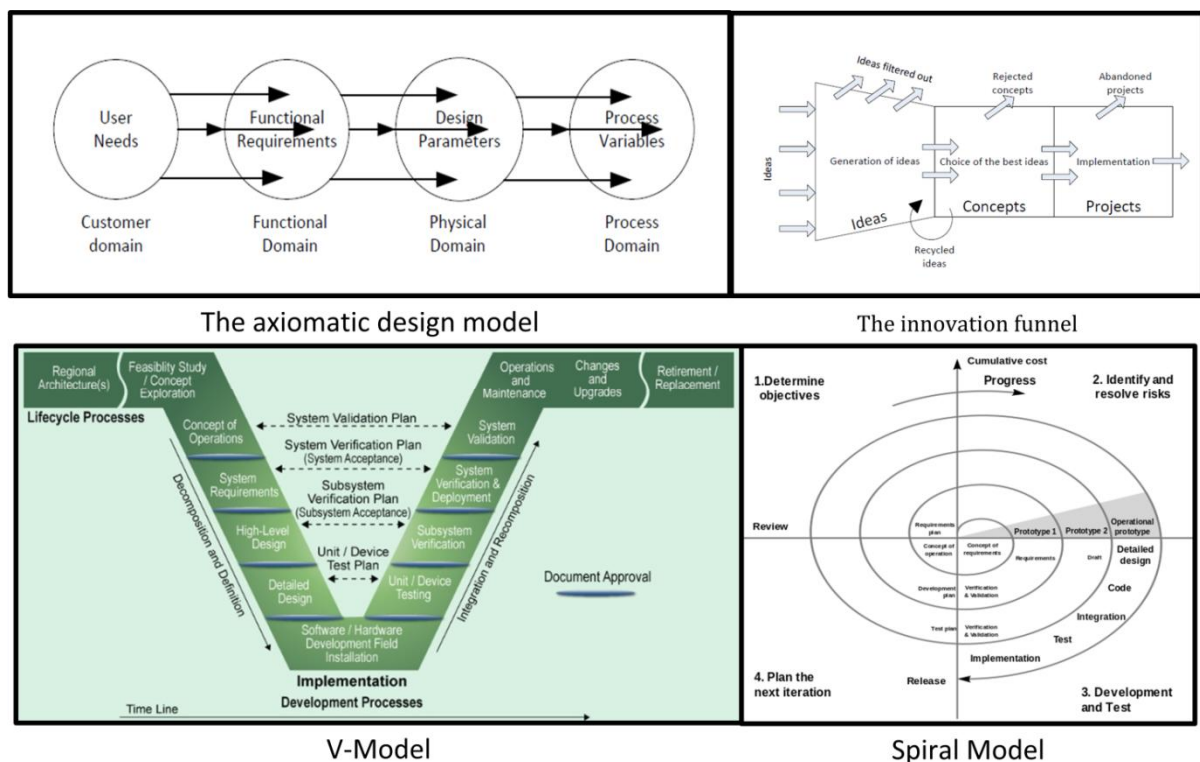 User
Needs
Functional
Requirements
Design
Parameters
Process
Variables
Customer
domain
Functional
Domain
Physical
Domain
Process
Domain
The axiomatic design model
Ideas
Ideas filtered out
Rejected
concepts
Abandoned
projects
Generation of ideas
Choice of the best ideas
Implementation
Ideas
Concepts
Projects
Recycled
ideas
The innovation funnel
Regional
Architecture(s)
Feasiblity Study
/ Concept
Exploration
Operations
and
Maintenance
Changes
and
Upgrades
Retirement /
Replacement
Lifecycle Processes
Concept of
Operations
System Validation Plan
System
Validation
System Verification Plan
(System Acceptance)
System
Requirements
System
Verification &
Deployment
Subsystem
Verification Plan
(Subsystem Acceptance)
High-Level
Design
Subsystem
Verification
Unit / Device
Test Plan
Detailed
Design
Unit / Device
Testing
Decomposition and Definition
Integration and Recomposition
Document Approval
Software / Hardware
Development Field
Installation
Implementation
Development Processes
Time Line
V-Model
Cumulative cost
Progress
1.Determine
objectives
2. Identify and
resolve risks
Review
Requirements
plan
Prototype 1
Prototype 2
Operational
prototype
Concept of
operation
Concept of
requirements
Requirements
Draft
Detailed
design
Development
plan
Verification
& Validation
Code
Integration
Test plan
Verification
& Validation
Test
Implementation
4. Plan the
next iteration
Release
3. Development
and Test
Spiral Model